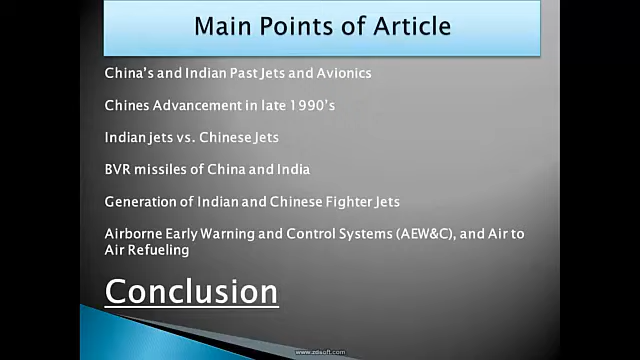 Main Points of Article
China's and Indian Past Jets and Avionics
Chines Advancement in late 1990's
Indian jets vs. Chinese Jets
BVR missiles of China and India
Generation of Indian and Chinese Fighter Jets
Airborne Early Warning and Control Systems (AEW&C), and Air to
Air Refueling
Conclusion
www.zdsoft.com